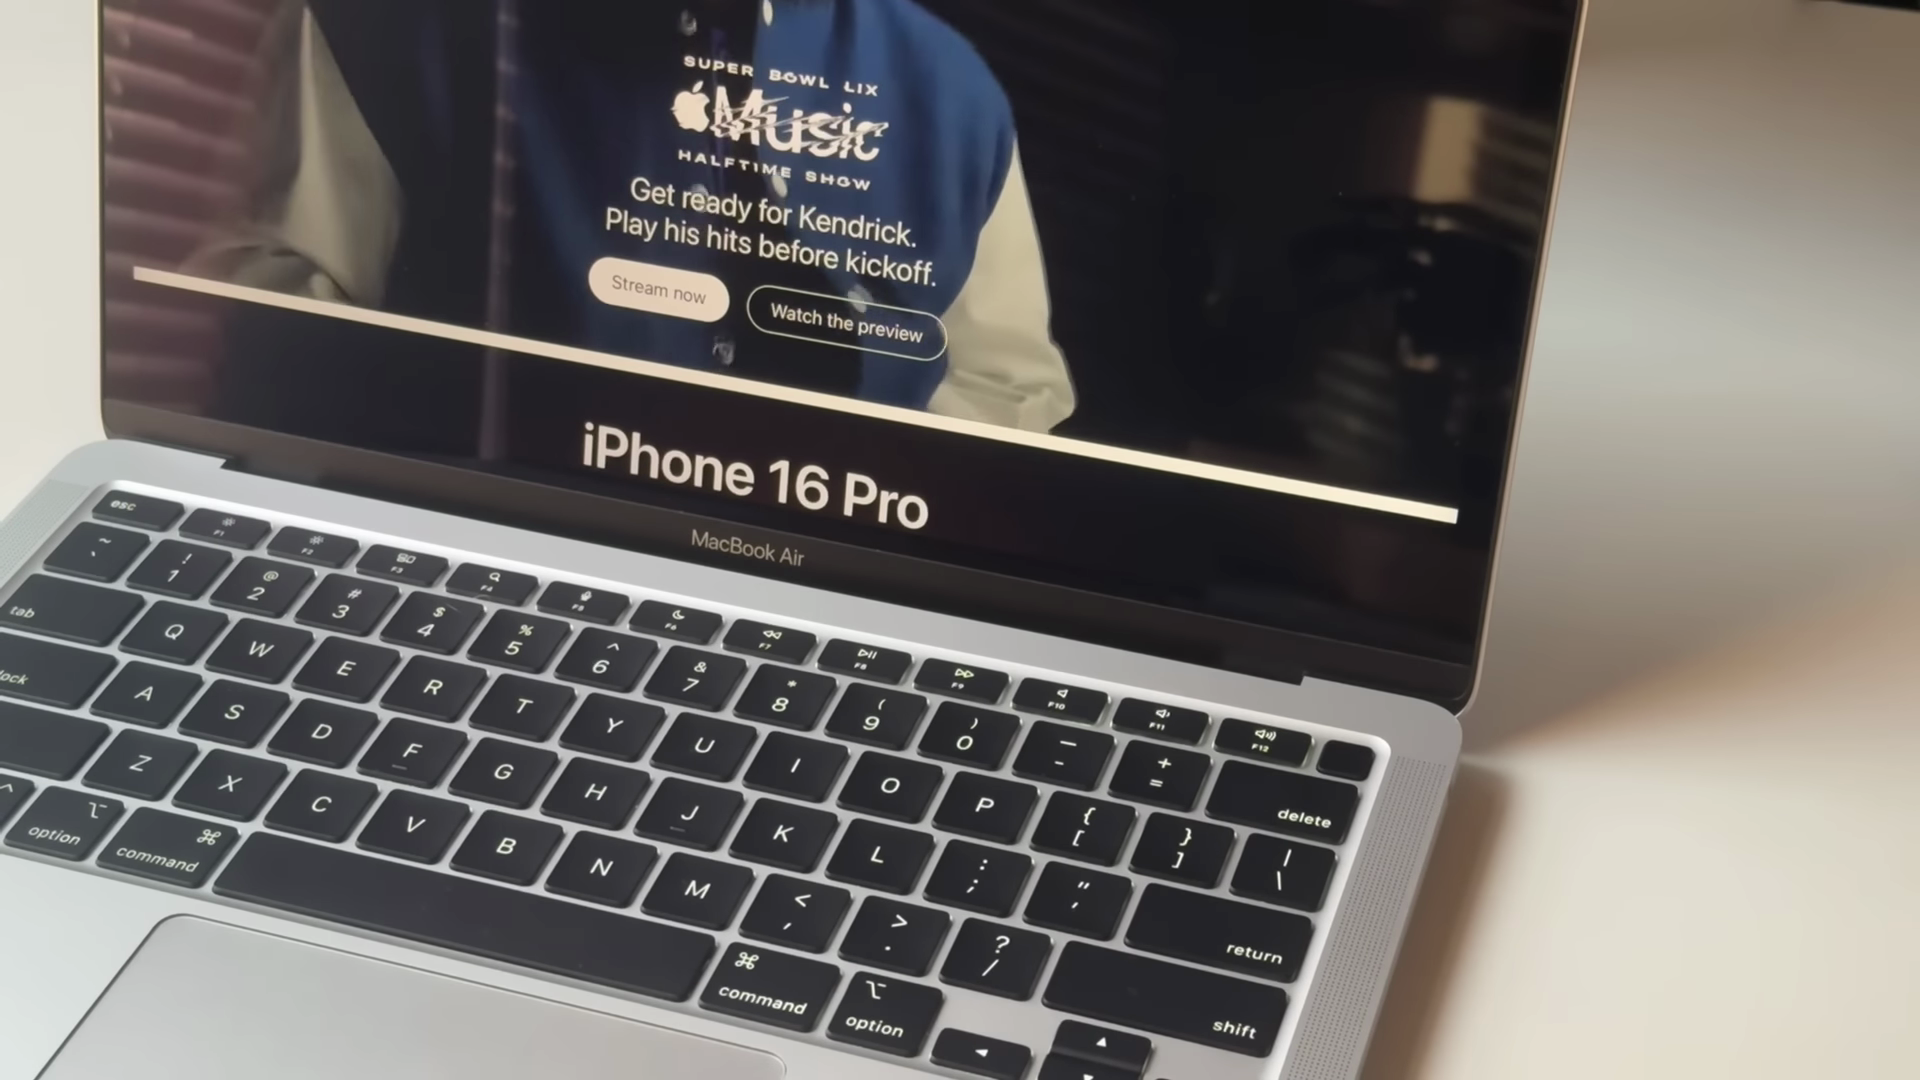 SUPER BOWL LIX
Music
HALFTIME SHOW
Get ready for Kendrick.
Play his hits before kickoff.
Stream now
Watch the preview
iPhone 16 Pro
MacBook Air
esc F1 F2 F3 F4 F5 F6 F7 F8 F9 F10 F11 F12
~ ` ! 1 @ 2 # 3 $ 4 % 5 ^ 6 & 7 * 8 ( 9 ) 0 — - + = delete
tab Q W E R T Y U I O P { [ } ] | \
lock A S D F G H J K L : ; " ' return
Z X C V B N M < , > . ? / shift
^ option ⌥ command ⌘ ⌘ command ⌥ option ◀ ▲ ▼